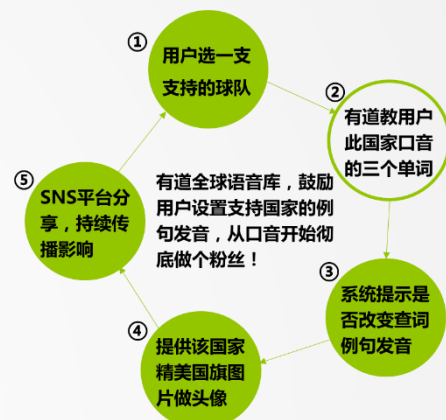 ①
用户选一支
支持的球队
②
有道教用户
此国家口音
的三个单词
⑤
SNS平台分
享，持续传
播影响
有道全球语音库，鼓励
用户设置支持国家的例
句发音，从口音开始彻
底做个粉丝！
③
系统提示是
否改变查词
例句发音
④
提供该国家
精美国旗图
片做头像